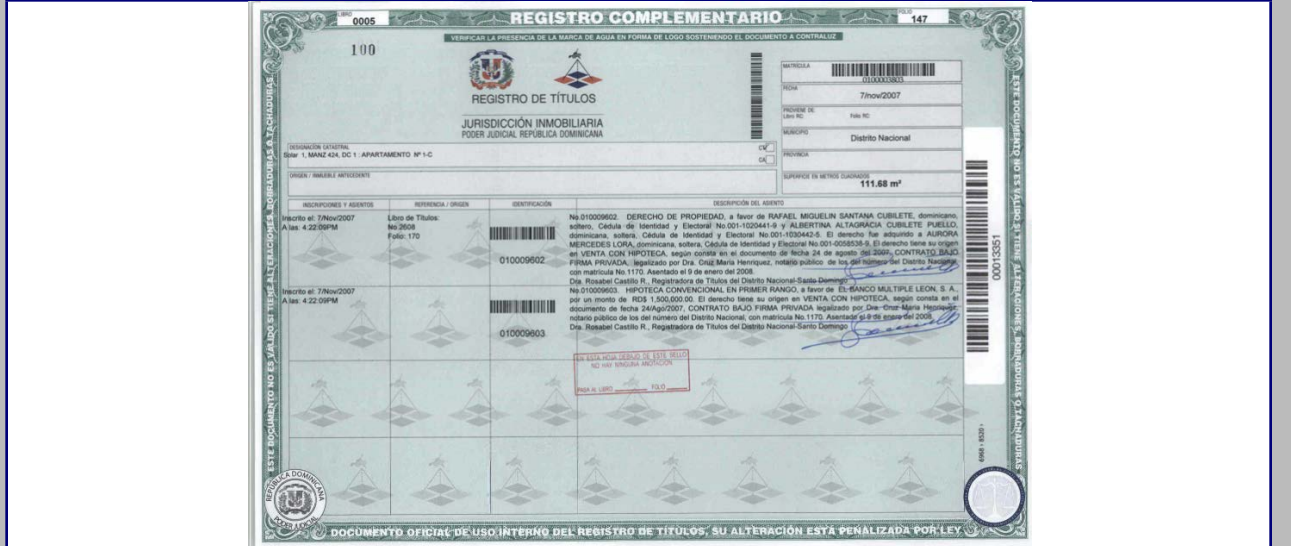 LIBRO
0005
REGISTRO COMPLEMENTARIO
FOLIO
147
VERIFICAR LA PRESENCIA DE LA MARCA DE AGUA EN FORMA DE LOGO SOSTENIENDO EL DOCUMENTO A CONTRALUZ
100
REGISTRO DE TÍTULOS
JURISDICCIÓN INMOBILIARIA
PODER JUDICIAL REPÚBLICA DOMINICANA
MATRÍCULA
0100003803
FECHA
7/nov/2007
PROVIENE DE:
Libro RC: Folio RC:
MUNICIPIO
Distrito Nacional
PROVINCIA
SUPERFICIE EN METROS CUADRADOS
111.68 m²
DESIGNACIÓN CATASTRAL
Solar 1, MANZ 424, DC 1 : APARTAMENTO Nº 1-C
CA
ORIGEN / INMUEBLE ANTECEDENTE
INSCRIPCIONES Y ASIENTOS REFERENCIA / ORIGEN IDENTIFICACIÓN DESCRIPCIÓN DEL ASIENTO
Inscrito el: 7/Nov/2007
A las: 4:22:09PM
Libro de Títulos:
No.2608
Folio: 170
010009602
No.010009602. DERECHO DE PROPIEDAD, a favor de RAFAEL MIGUELIN SANTANA CUBILETE, dominicano,
soltero, Cédula de Identidad y Electoral No.001-1020441-9 y ALBERTINA ALTAGRACIA CUBILETE PUELLO,
dominicana, soltera, Cédula de Identidad y Electoral No.001-1030442-5. El derecho fue adquirido a AURORA
MERCEDES LORA, dominicana, soltera, Cédula de Identidad y Electoral No.001-0058536-9. El derecho tiene su origen
en VENTA CON HIPOTECA, según consta en el documento de fecha 24 de agosto del 2007, CONTRATO BAJO
FIRMA PRIVADA, legalizado por Dra. Cruz Maria Henriquez, notario público de los del número del Distrito Nacional,
con matricula No.1170. Asentado el 9 de enero del 2008.
Dra. Rosabel Castillo R., Registradora de Títulos del Distrito Nacional-Santo Domingo
Inscrito el: 7/Nov/2007
A las: 4:22:09PM
010009603
No.010009603. HIPOTECA CONVENCIONAL EN PRIMER RANGO, a favor de EL BANCO MULTIPLE LEON, S. A.,
por un monto de RD$ 1,500,000.00. El derecho tiene su origen en VENTA CON HIPOTECA, según consta en el
documento de fecha 24/Ago/2007, CONTRATO BAJO FIRMA PRIVADA legalizado por Dra. Cruz Maria Henriquez,
notario público de los del número del Distrito Nacional, con matricula No.1170. Asentada el 9 de enero del 2008.
Dra. Rosabel Castillo R., Registradora de Títulos del Distrito Nacional-Santo Domingo
EN ESTA HOJA DEBAJO DE ESTE SELLO
NO HAY NINGUNA ANOTACION.
PASA AL LIBRO FOLIO
00013351
6968 - 8520 -
ESTE DOCUMENTO NO ES VÁLIDO SI TIENE ALTERACIONES, BORRADURAS O TACHADURAS
ESTE DOCUMENTO NO ES VÁLIDO SI TIENE ALTERACIONES, BORRADURAS O TACHADURAS
REPÚBLICA DOMINICANA
PODER JUDICIAL
DOCUMENTO OFICIAL DE USO INTERNO DEL REGISTRO DE TÍTULOS, SU ALTERACIÓN ESTÁ PENALIZADA POR LEY